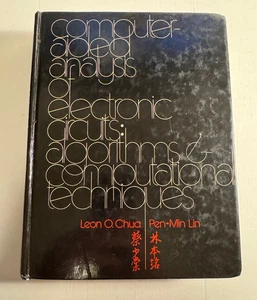 computer-
aided
analysis
of
electronic
circuits:
algorithms &
computational
techniques
Leon O. Chua Pen-Min Lin
蔡少棠 林本銘